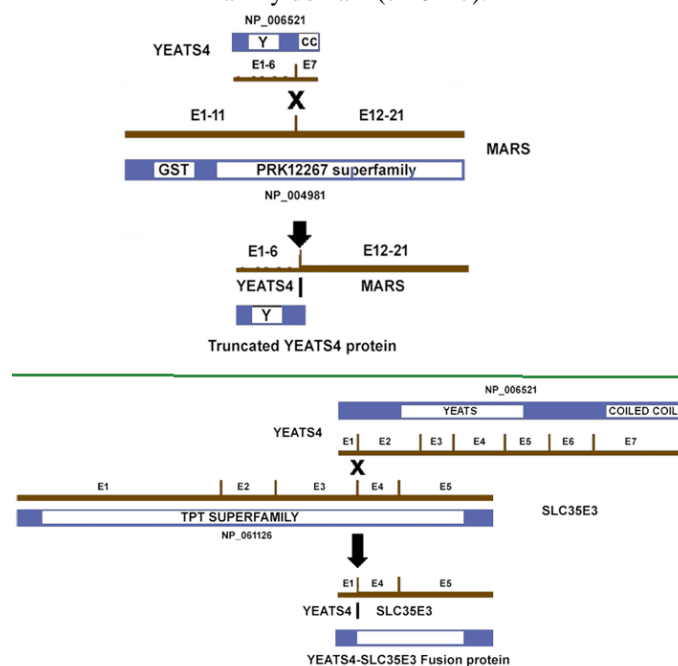 NP_006521
YEATS4
Y CC
E1-6 E7
X
E1-11 E12-21
MARS
GST PRK12267 superfamily
NP_004981
E1-6 E12-21
YEATS4 MARS
Y
Truncated YEATS4 protein
NP_006521
YEATS COILED COIL
YEATS4
E1 E2 E3 E4 E5 E6 E7
X
E1 E2 E3 E4 E5
SLC35E3
TPT SUPERFAMILY
NP_061126
E1 E4 E5
YEATS4 SLC35E3
YEATS4-SLC35E3 Fusion protein